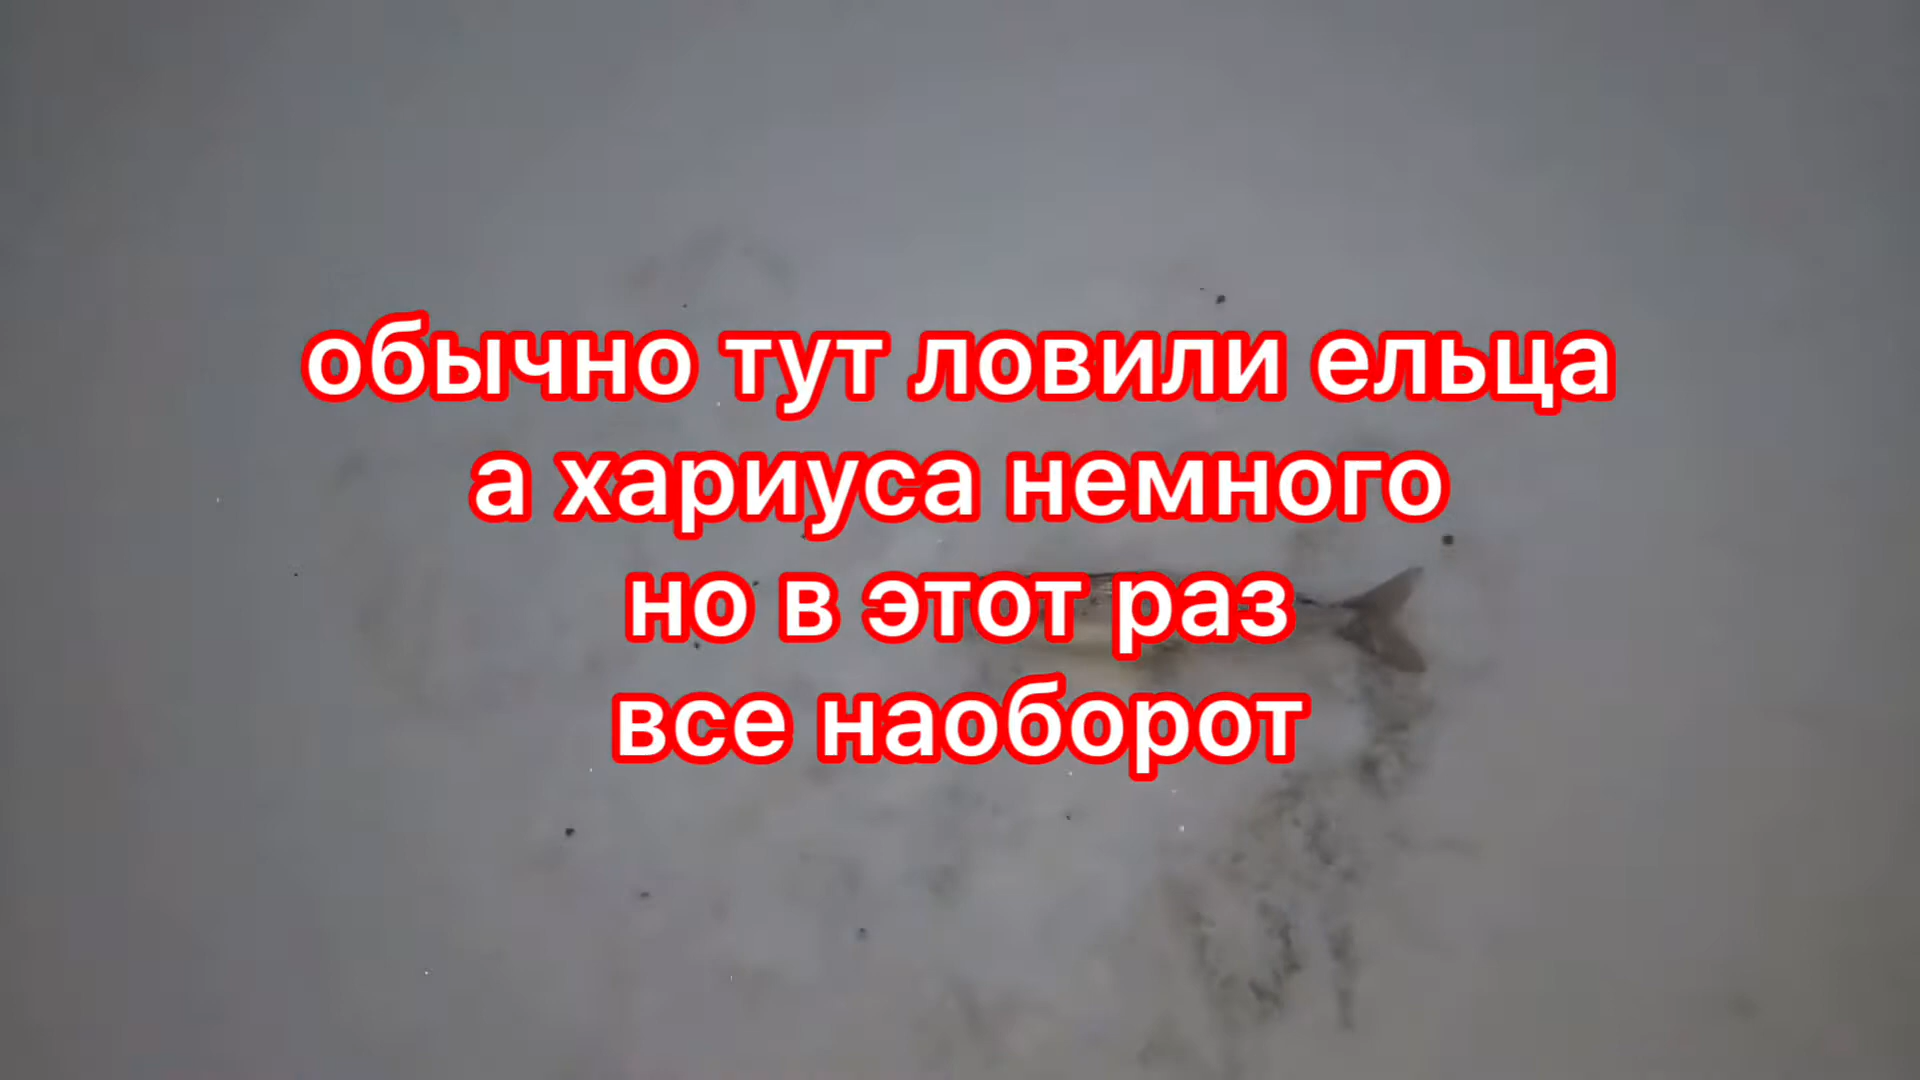 обычно тут ловили ельца
а хариуса немного
но в этот раз
все наоборот